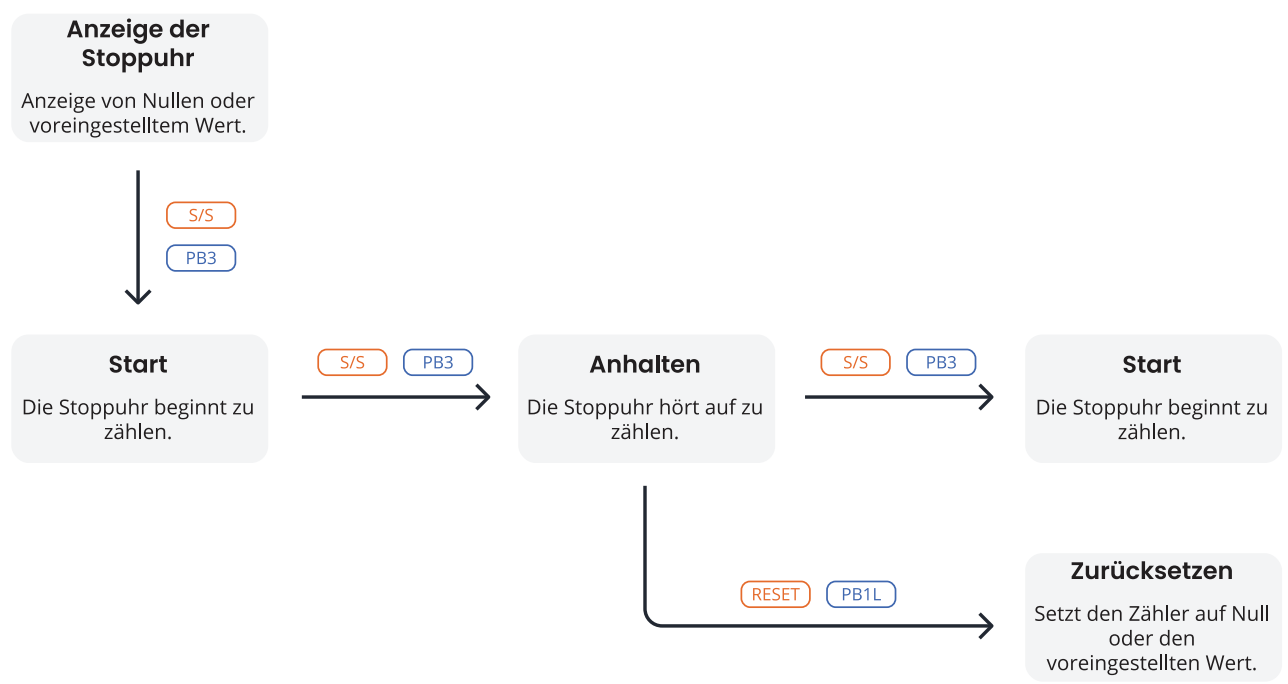 Anzeige der
Stoppuhr
Anzeige von Nullen oder
voreingestelltem Wert.
S/S
PB3
Start
Die Stoppuhr beginnt zu
zählen.
S/S PB3
Anhalten
Die Stoppuhr hört auf zu
zählen.
S/S PB3
Start
Die Stoppuhr beginnt zu
zählen.
RESET PB1L
Zurücksetzen
Setzt den Zähler auf Null
oder den
voreingestellten Wert.